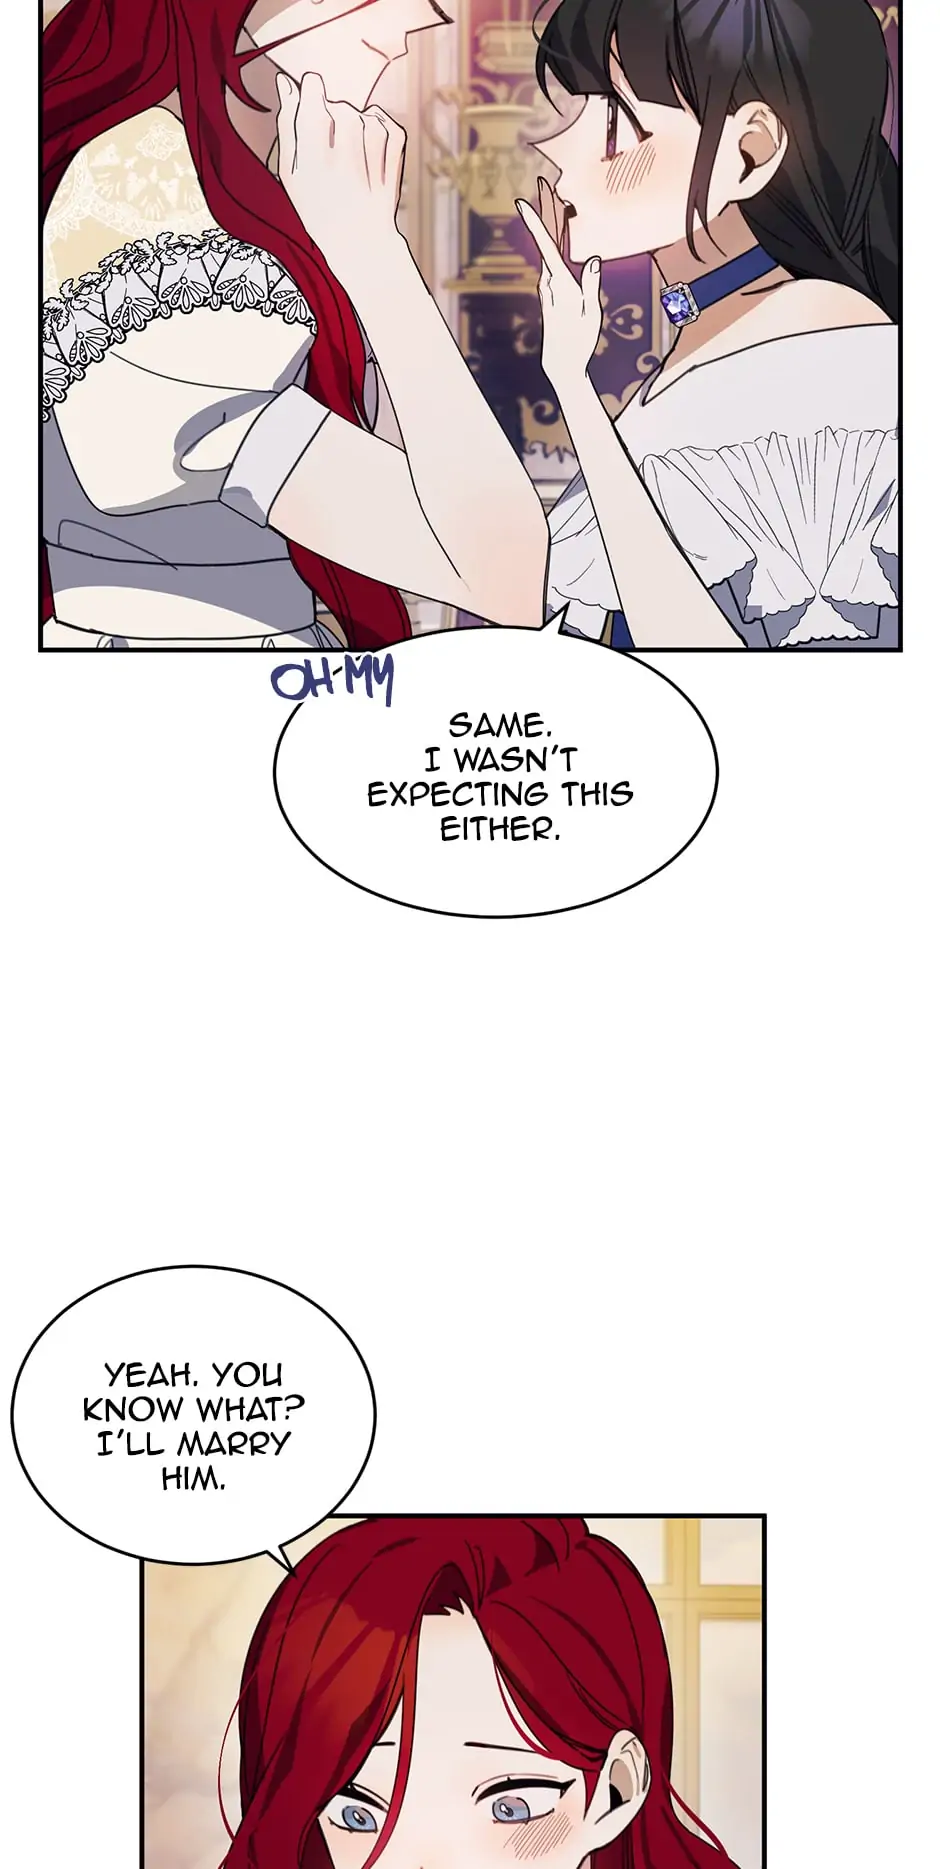 OH MY
SAME.
I WASN'T
EXPECTING THIS
EITHER.
YEAH. YOU
KNOW WHAT?
I'LL MARRY
HIM.